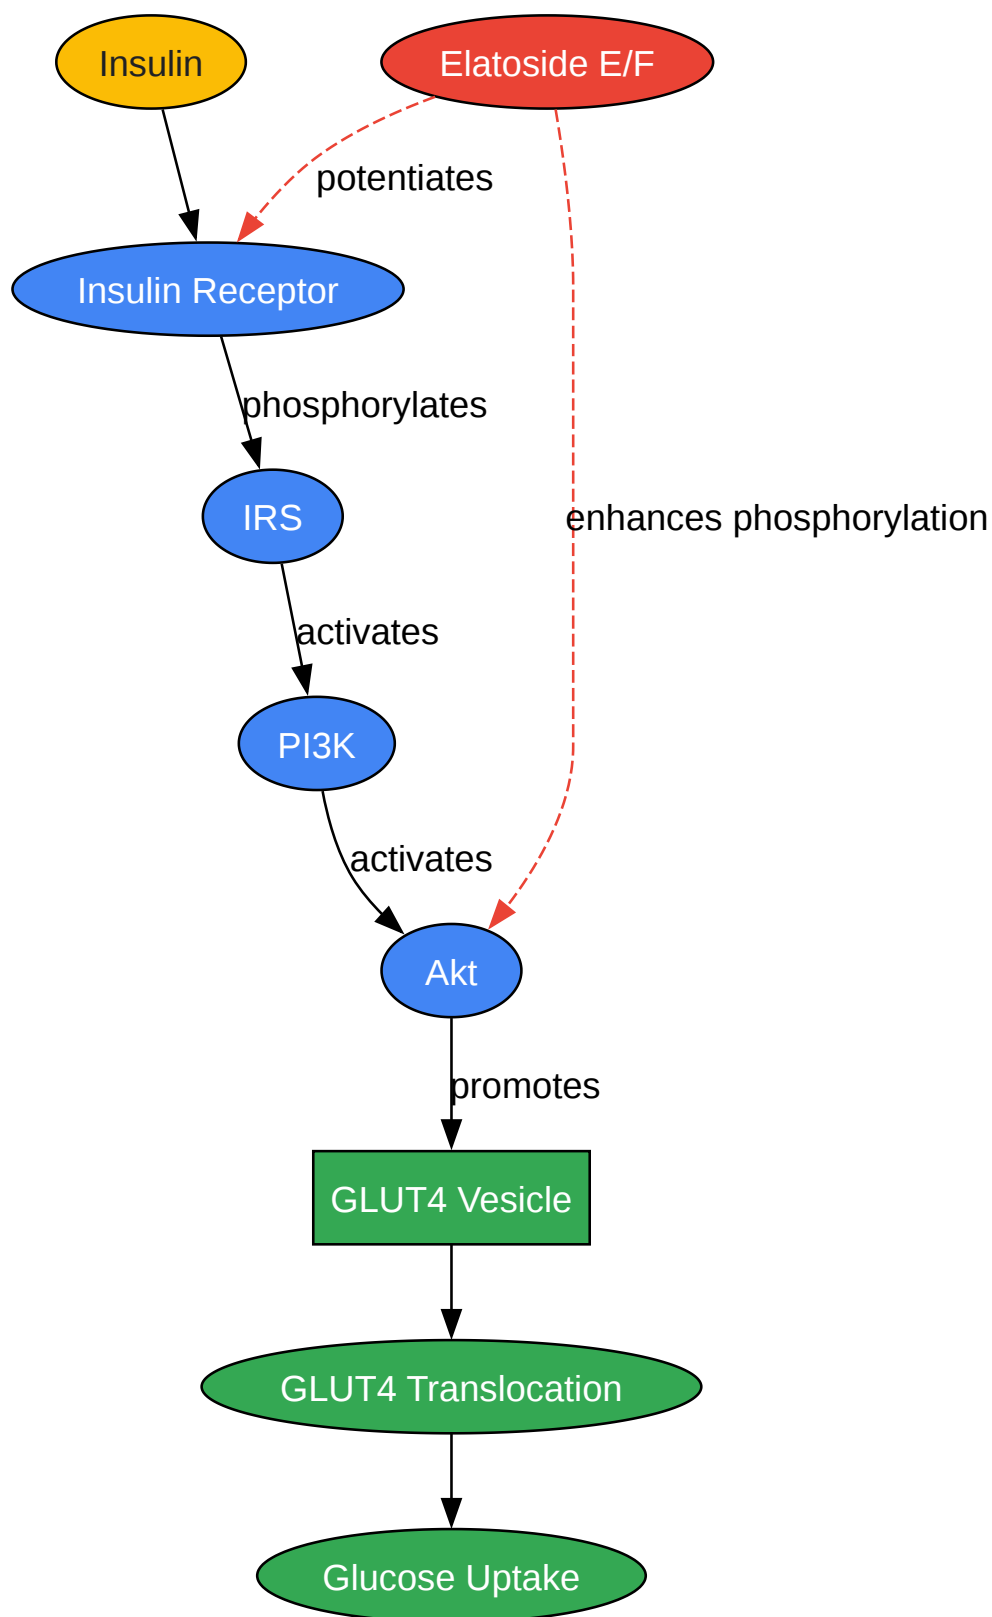 Insulin
Elatoside E/F
potentiates
Insulin Receptor
phosphorylates
IRS
enhances phosphorylation
activates
PI3K
activates
Akt
promotes
GLUT4 Vesicle
GLUT4 Translocation
Glucose Uptake